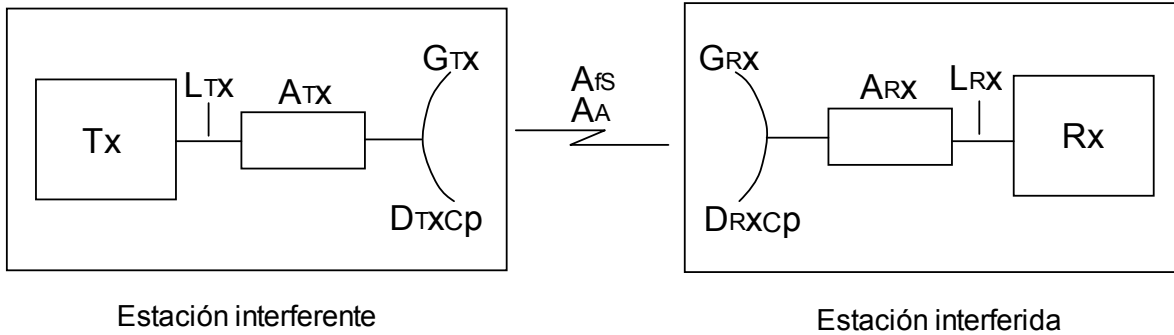 GTx
LTx
ATx
Tx
DTxCp
AfS
AA
GRx
ARx
LRx
Rx
DRxCp
Estación interferente
Estación interferida